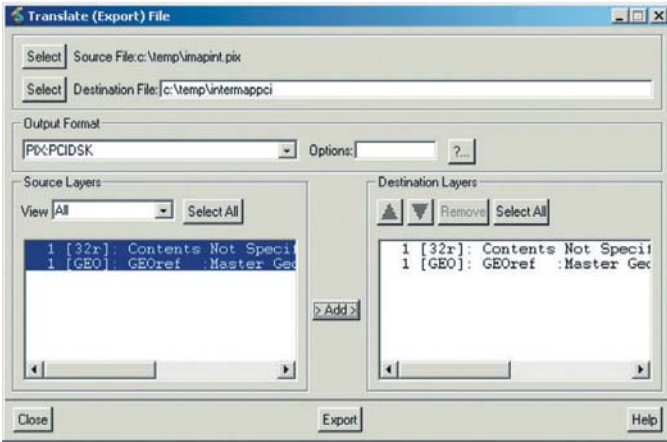 Translate (Export) File
Select Source File:c:\temp\imapint.pix
Select Destination File: c:\temp\intermappci
Output Format
PIX:PCIDSK Options: ?...
Source Layers
View All Select All
1 [32r]: Contents Not Specif
1 [GEO]: GEOref :Master Geo
> Add >
Destination Layers
Remove Select All
1 [32r]: Contents Not Specif
1 [GEO]: GEOref :Master Geo
Close Export Help